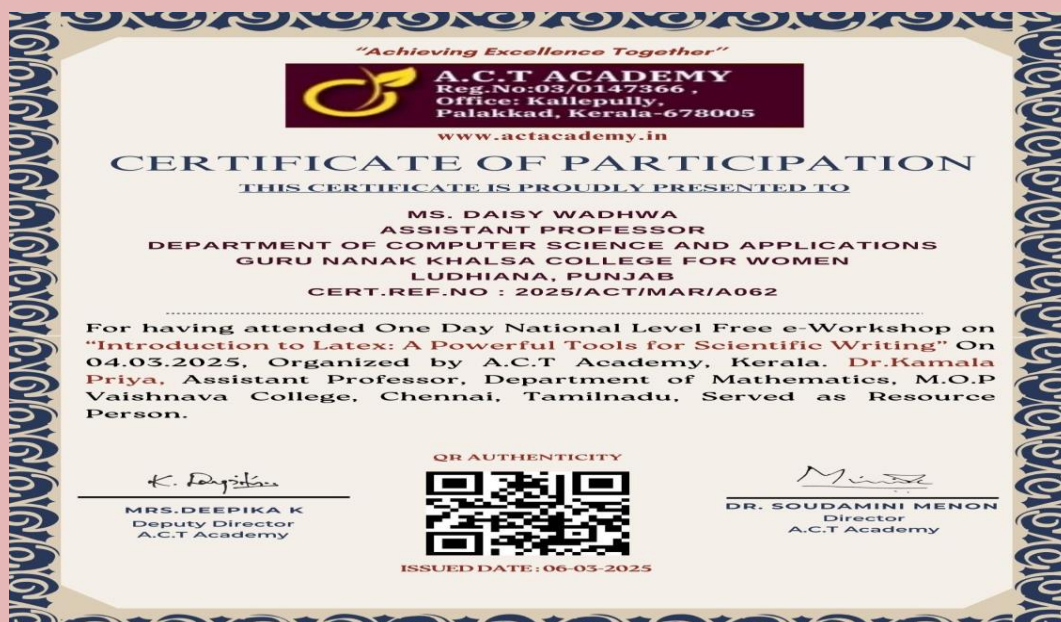 “Achieving Excellence Together”
A.C.T ACADEMY
Reg.No:03/0147366 ,
Office: Kallepully,
Palakkad, Kerala-678005
www.actacademy.in
CERTIFICATE OF PARTICIPATION
THIS CERTIFICATE IS PROUDLY PRESENTED TO
MS. DAISY WADHWA
ASSISTANT PROFESSOR
DEPARTMENT OF COMPUTER SCIENCE AND APPLICATIONS
GURU NANAK KHALSA COLLEGE FOR WOMEN
LUDHIANA, PUNJAB
CERT.REF.NO : 2025/ACT/MAR/A062
For having attended One Day National Level Free e-Workshop on
“Introduction to Latex: A Powerful Tools for Scientific Writing” On
04.03.2025, Organized by A.C.T Academy, Kerala. Dr.Kamala
Priya, Assistant Professor, Department of Mathematics, M.O.P
Vaishnava College, Chennai, Tamilnadu, Served as Resource
Person.
QR AUTHENTICITY
MRS.DEEPIKA K
Deputy Director
A.C.T Academy
DR. SOUDAMINI MENON
Director
A.C.T Academy
ISSUED DATE : 06-03-2025